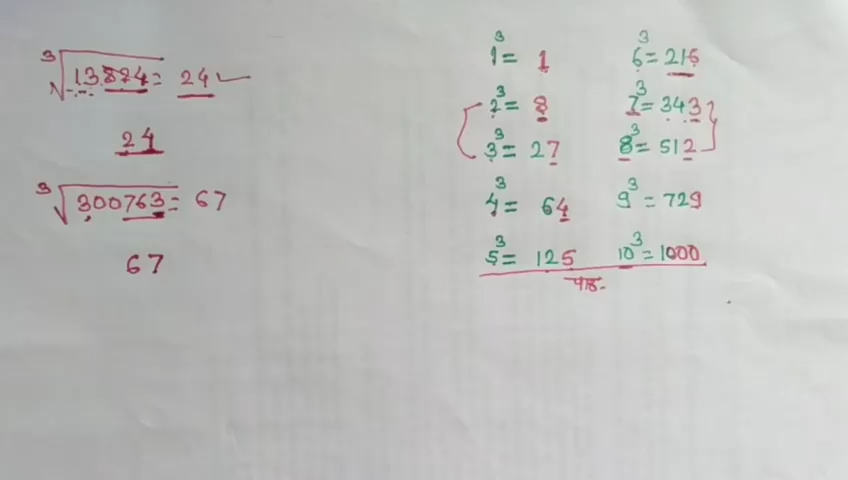 ∛13824 = 24 ✓
24
∛300763 = 67
67
1³ = 1
2³ = 8
3³ = 27
4³ = 64
5³ = 125
6³ = 216
7³ = 343
8³ = 512
9³ = 729
10³ = 1000
पाठ